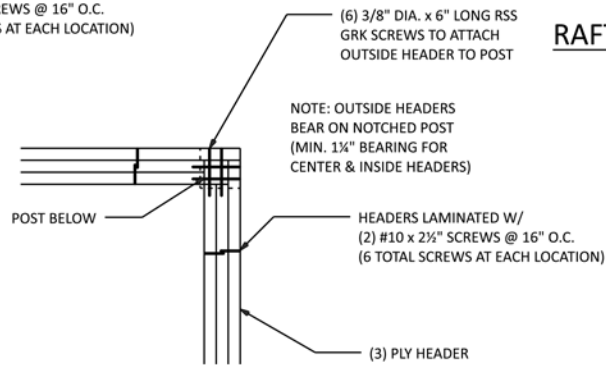 REWS @ 16" O.C.
S AT EACH LOCATION)
(6) 3/8" DIA. x 6" LONG RSS
GRK SCREWS TO ATTACH
OUTSIDE HEADER TO POST
RAFT
NOTE: OUTSIDE HEADERS
BEAR ON NOTCHED POST
(MIN. 1¼" BEARING FOR
CENTER & INSIDE HEADERS)
POST BELOW
HEADERS LAMINATED W/
(2) #10 x 2½" SCREWS @ 16" O.C.
(6 TOTAL SCREWS AT EACH LOCATION)
(3) PLY HEADER